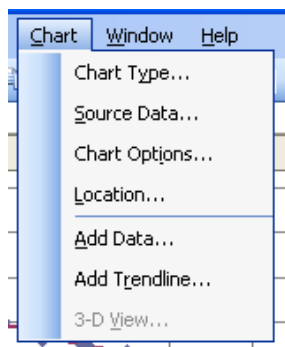 Chart Window Help
Chart Type...
Source Data...
Chart Options...
Location...
Add Data...
Add Trendline...
3-D View...